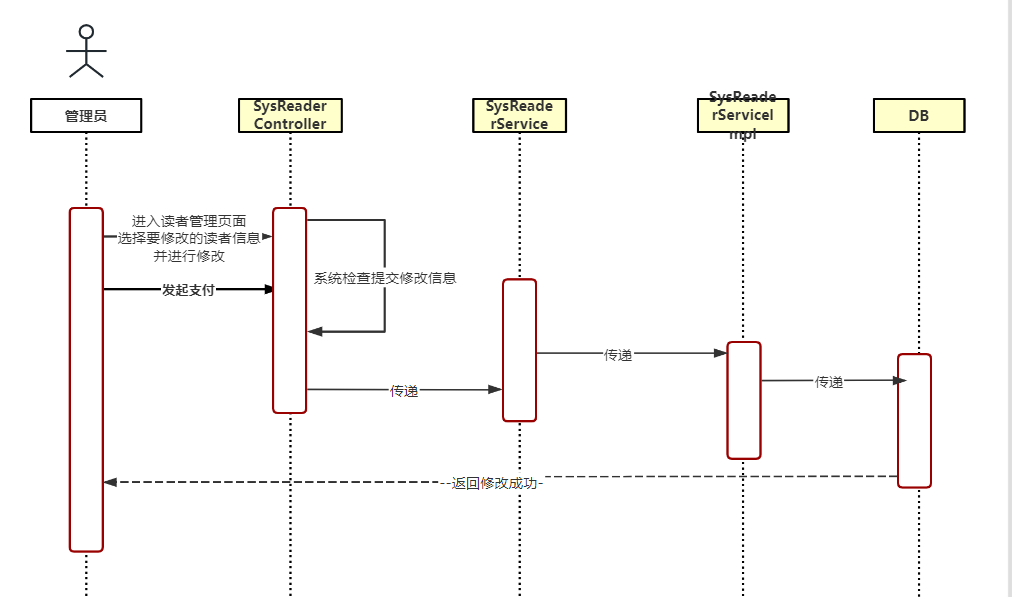 管理员
SysReader
Controller
SysReade
rService
SysReade
rServiceI
mpl
DB
进入读者管理页面
选择要修改的读者信息
并进行修改
系统检查提交修改信息
发起支付
传递
传递
传递
--返回修改成功-